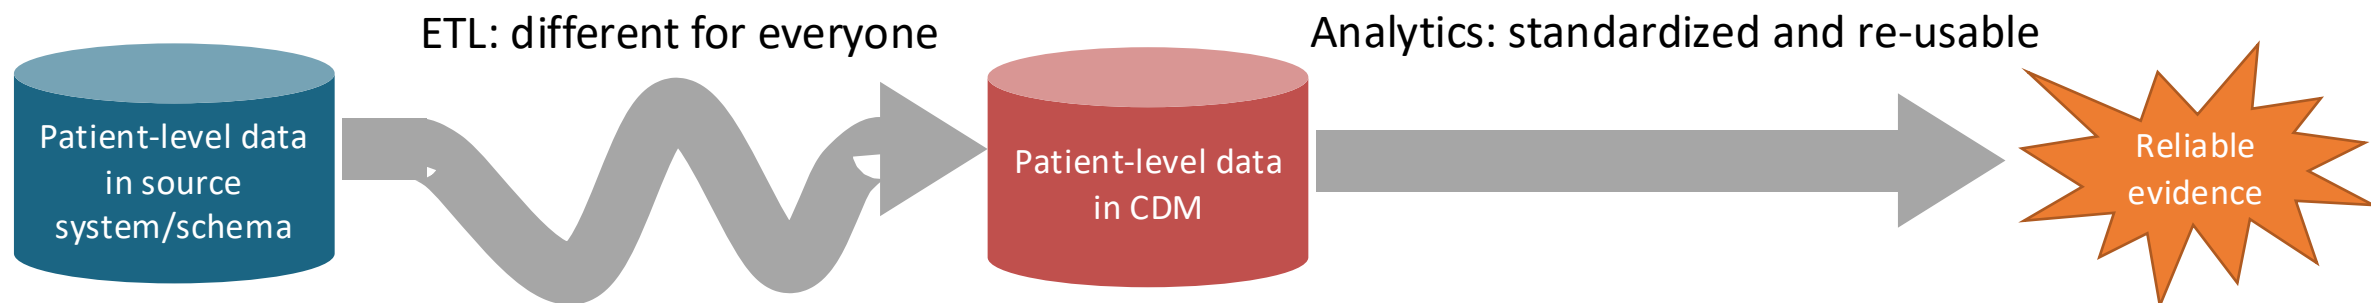 ETL: different for everyone
Analytics: standardized and re-usable
Patient-level data
in source
system/schema
Patient-level data
in CDM
Reliable
evidence